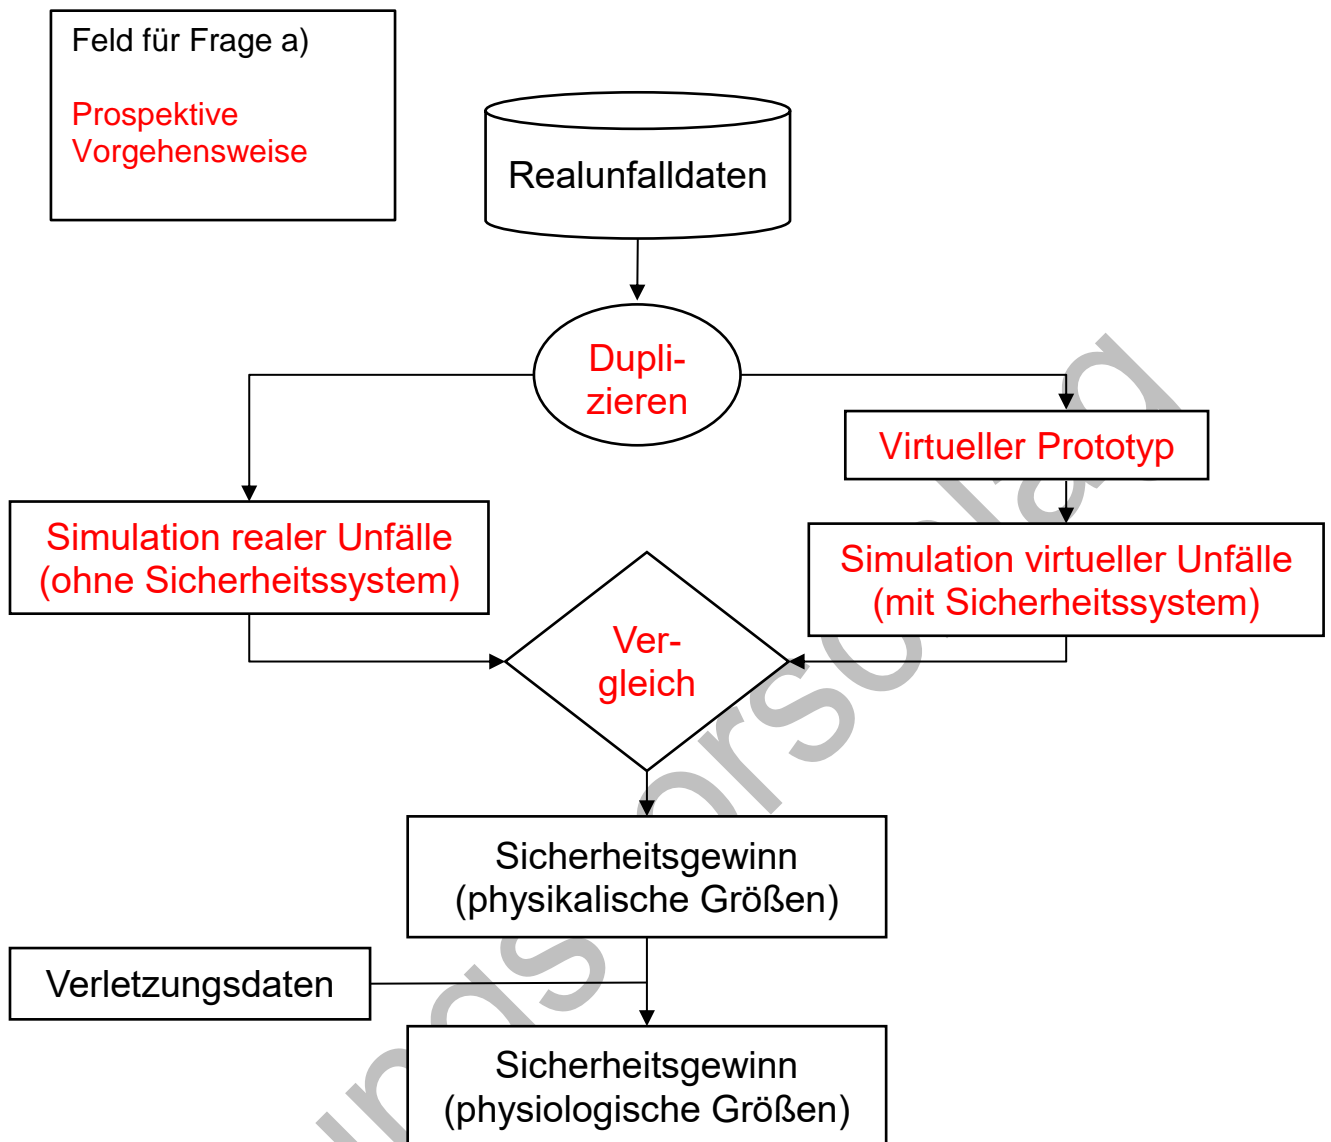 Feld für Frage a)
Prospektive
Vorgehensweise
Realunfalldaten
Dupli-
zieren
Virtueller Prototyp
Simulation realer Unfälle
(ohne Sicherheitssystem)
Simulation virtueller Unfälle
(mit Sicherheitssystem)
Ver-
gleich
Sicherheitsgewinn
(physikalische Größen)
Verletzungsdaten
Sicherheitsgewinn
(physiologische Größen)